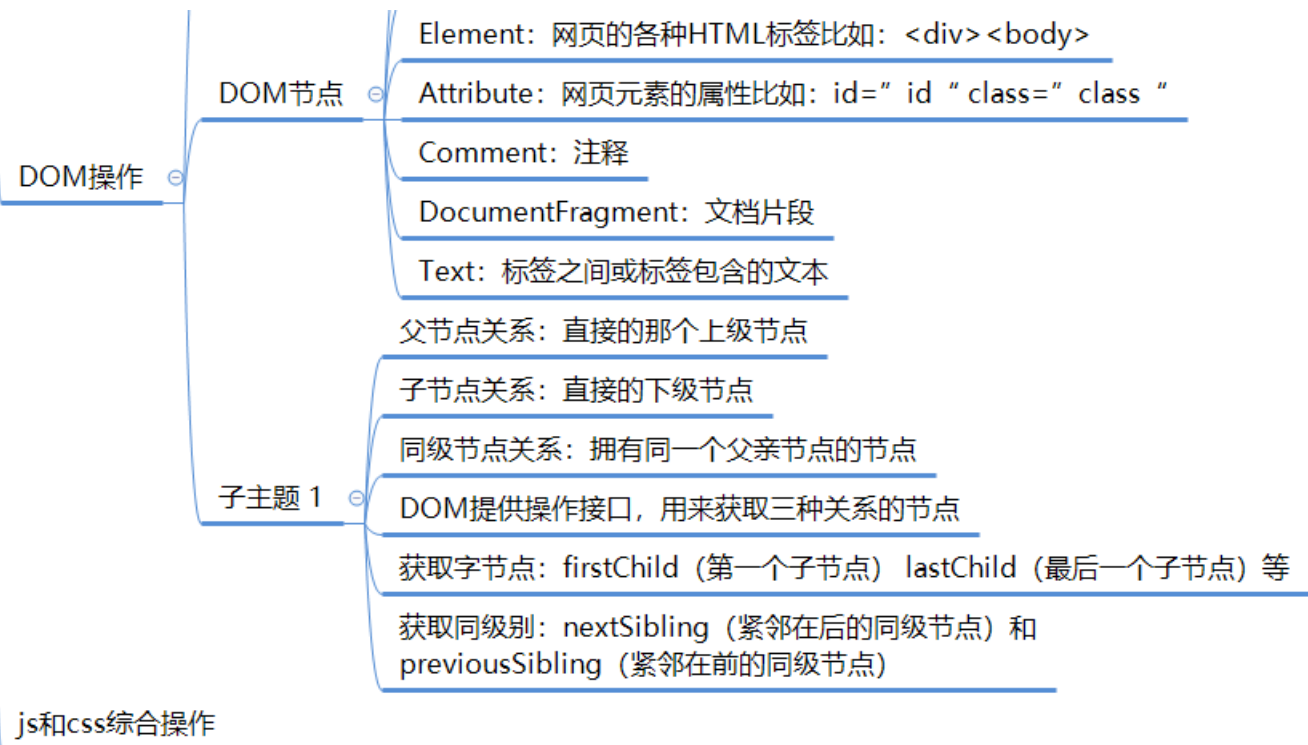 Element：网页的各种HTML标签比如：<div><body>
DOM节点
Attribute：网页元素的属性比如：id=”id“ class=”class“
Comment：注释
DOM操作
DocumentFragment：文档片段
Text：标签之间或标签包含的文本
父节点关系：直接的那个上级节点
子节点关系：直接的下级节点
同级节点关系：拥有同一个父亲节点的节点
子主题 1
DOM提供操作接口，用来获取三种关系的节点
获取字节点：firstChild（第一个子节点） lastChild（最后一个子节点）等
获取同级别：nextSibling（紧邻在后的同级节点）和
previousSibling（紧邻在前的同级节点）
js和css综合操作